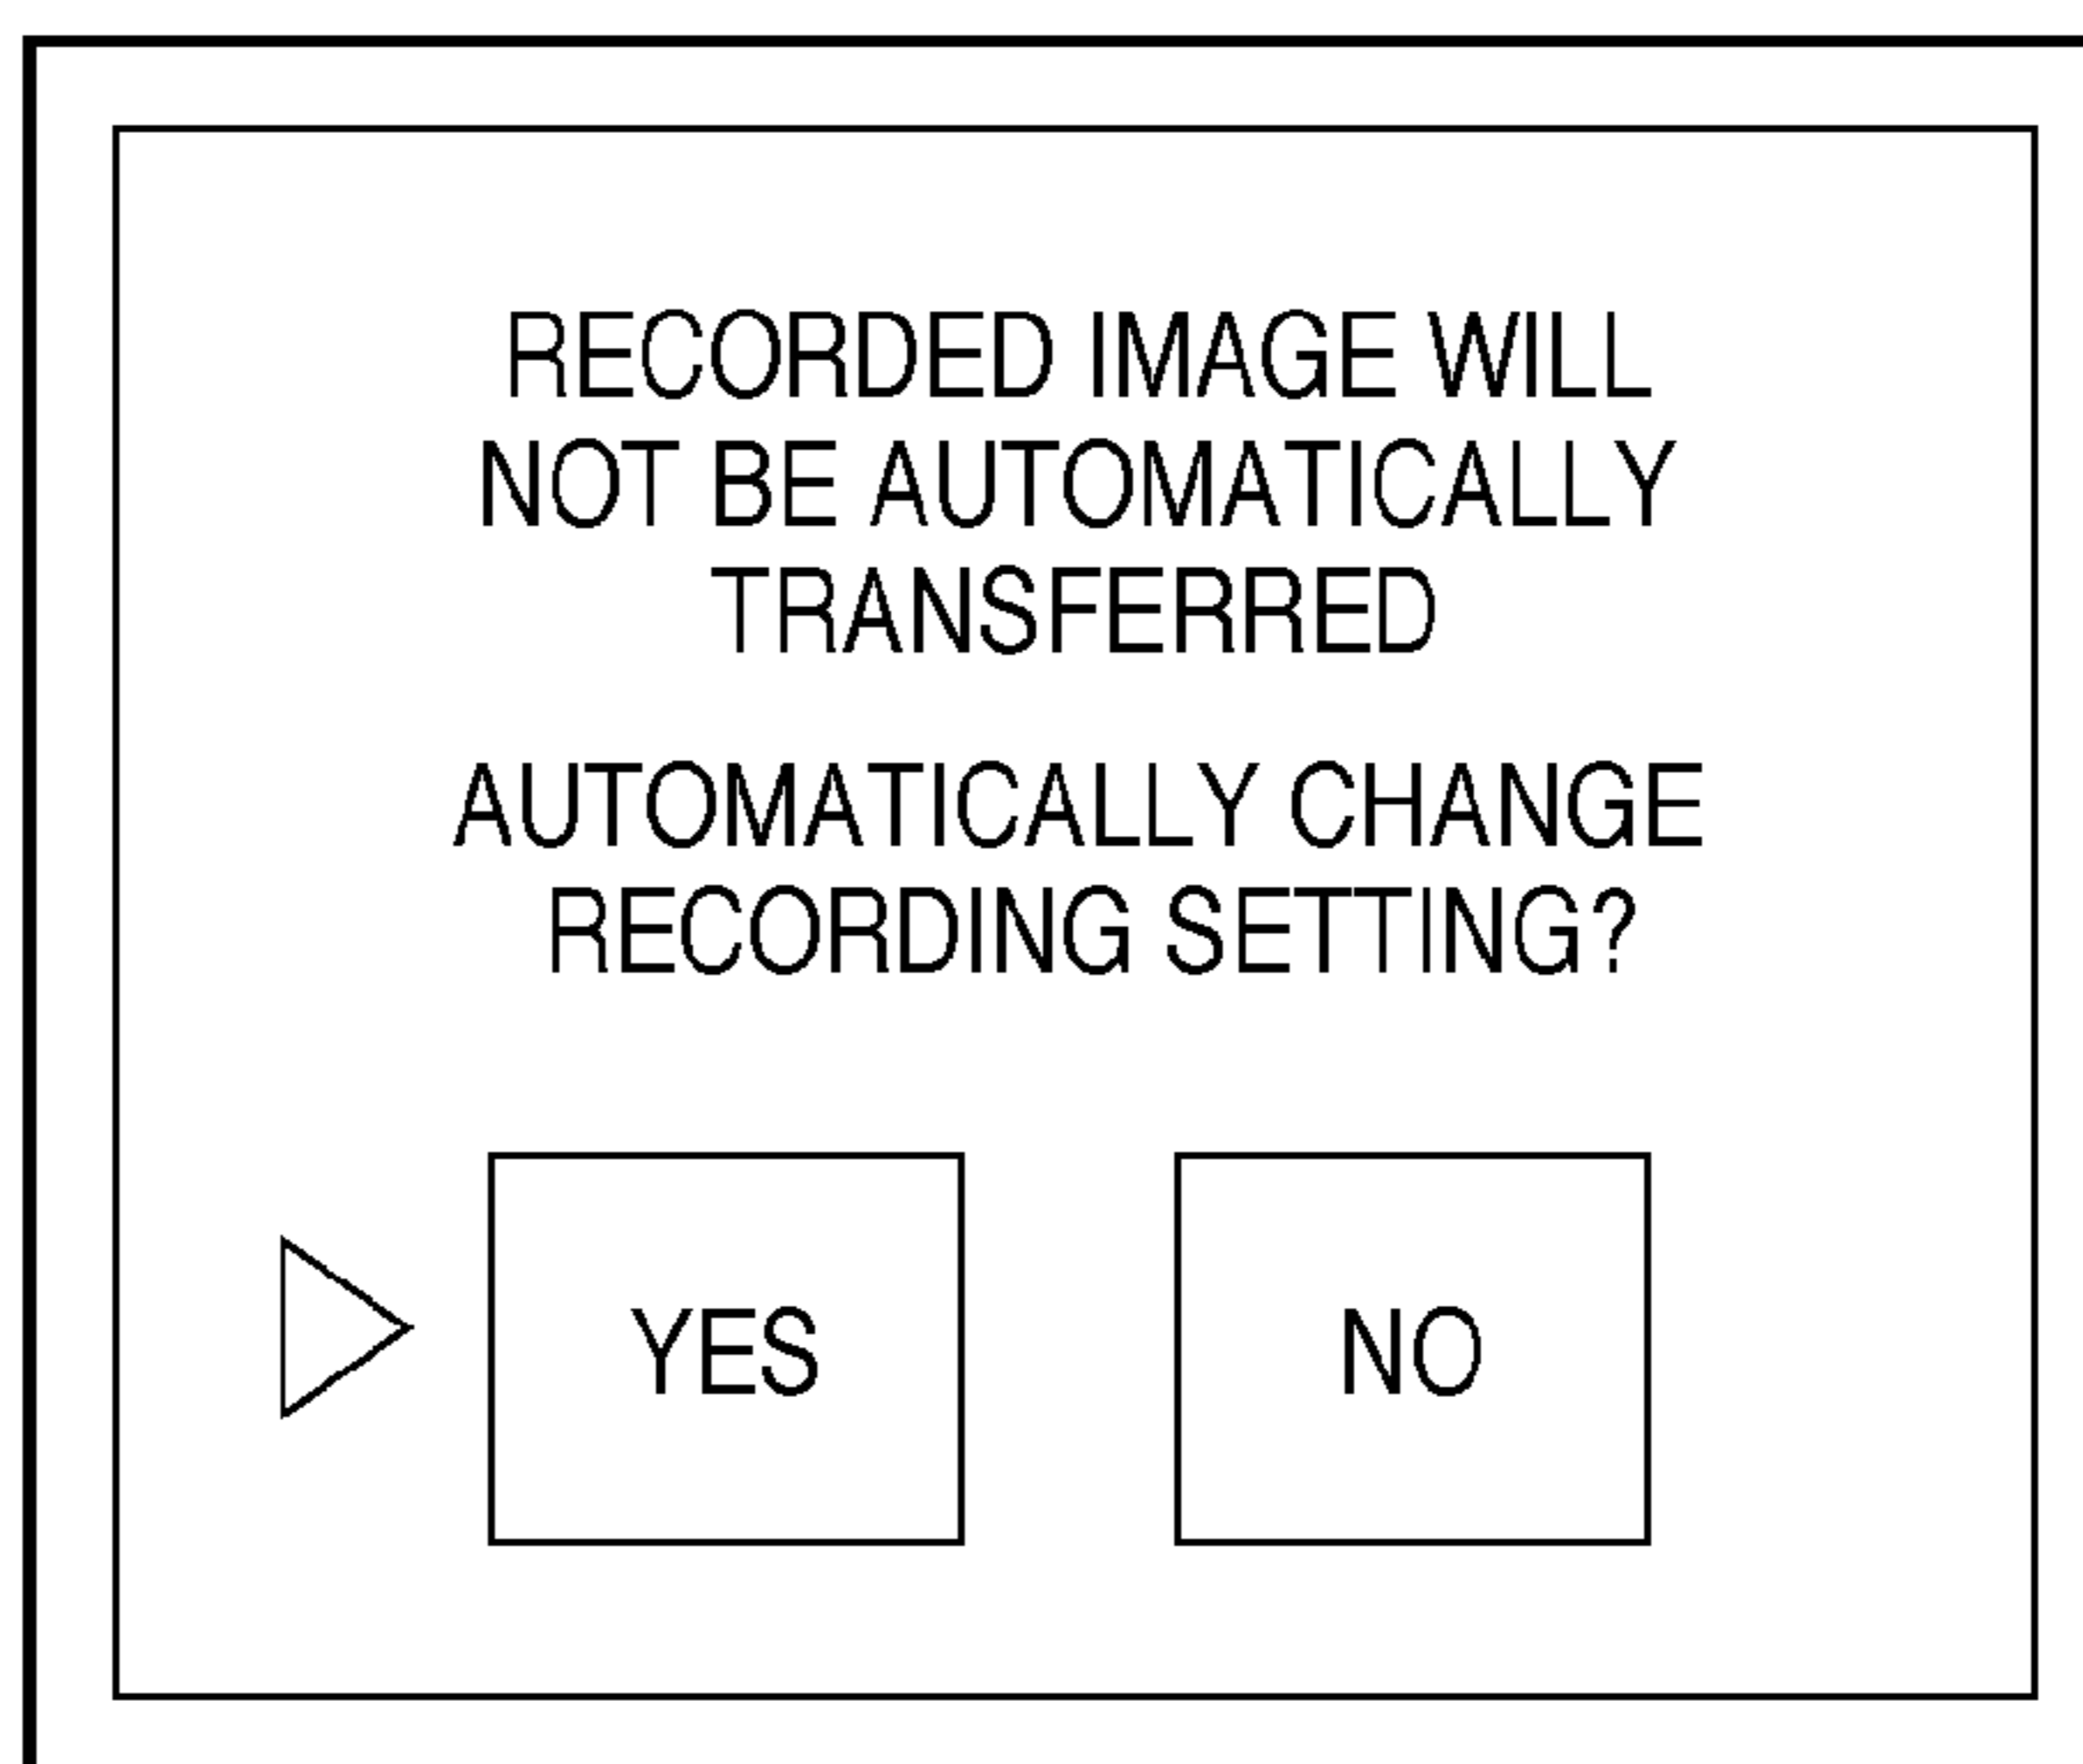 RECORDED IMAGE WILL
NOT BE AUTOMATICALLY
TRANSFERRED
AUTOMATICALLY CHANGE
RECORDING SETTING?
YES NO